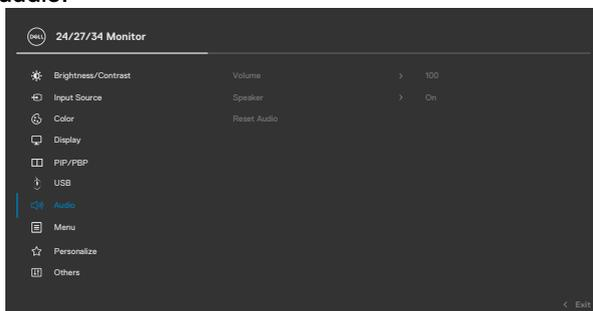 audio.
DELL 24/27/34 Monitor
Brightness/Contrast Volume > 100
Input Source Speaker > On
Color Reset Audio
Display
PIP/PBP
USB
Audio
Menu
Personalize
Others
< Exit